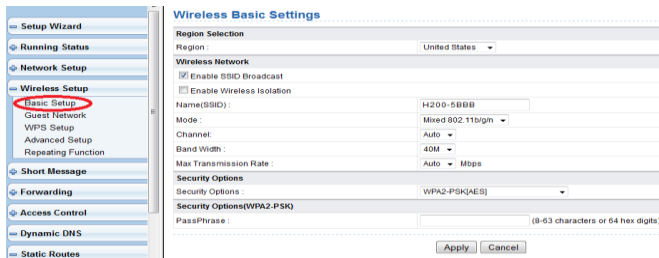 Setup Wizard
Running Status
Network Setup
Wireless Setup
Basic Setup
Guest Network
WPS Setup
Advanced Setup
Repeating Function
Short Message
Forwarding
Access Control
Dynamic DNS
Static Routes
Wireless Basic Settings
Region Selection
Region : United States
Wireless Network
Enable SSID Broadcast
Enable Wireless Isolation
Name(SSID) : H200-5BBB
Mode : Mixed 802.11b/g/n
Channel: Auto
Band Width : 40M
Max Transmission Rate : Auto Mbps
Security Options
Security Options : WPA2-PSK[AES]
Security Options(WPA2-PSK)
PassPhrase : (8-63 characters or 64 hex digits)
Apply Cancel